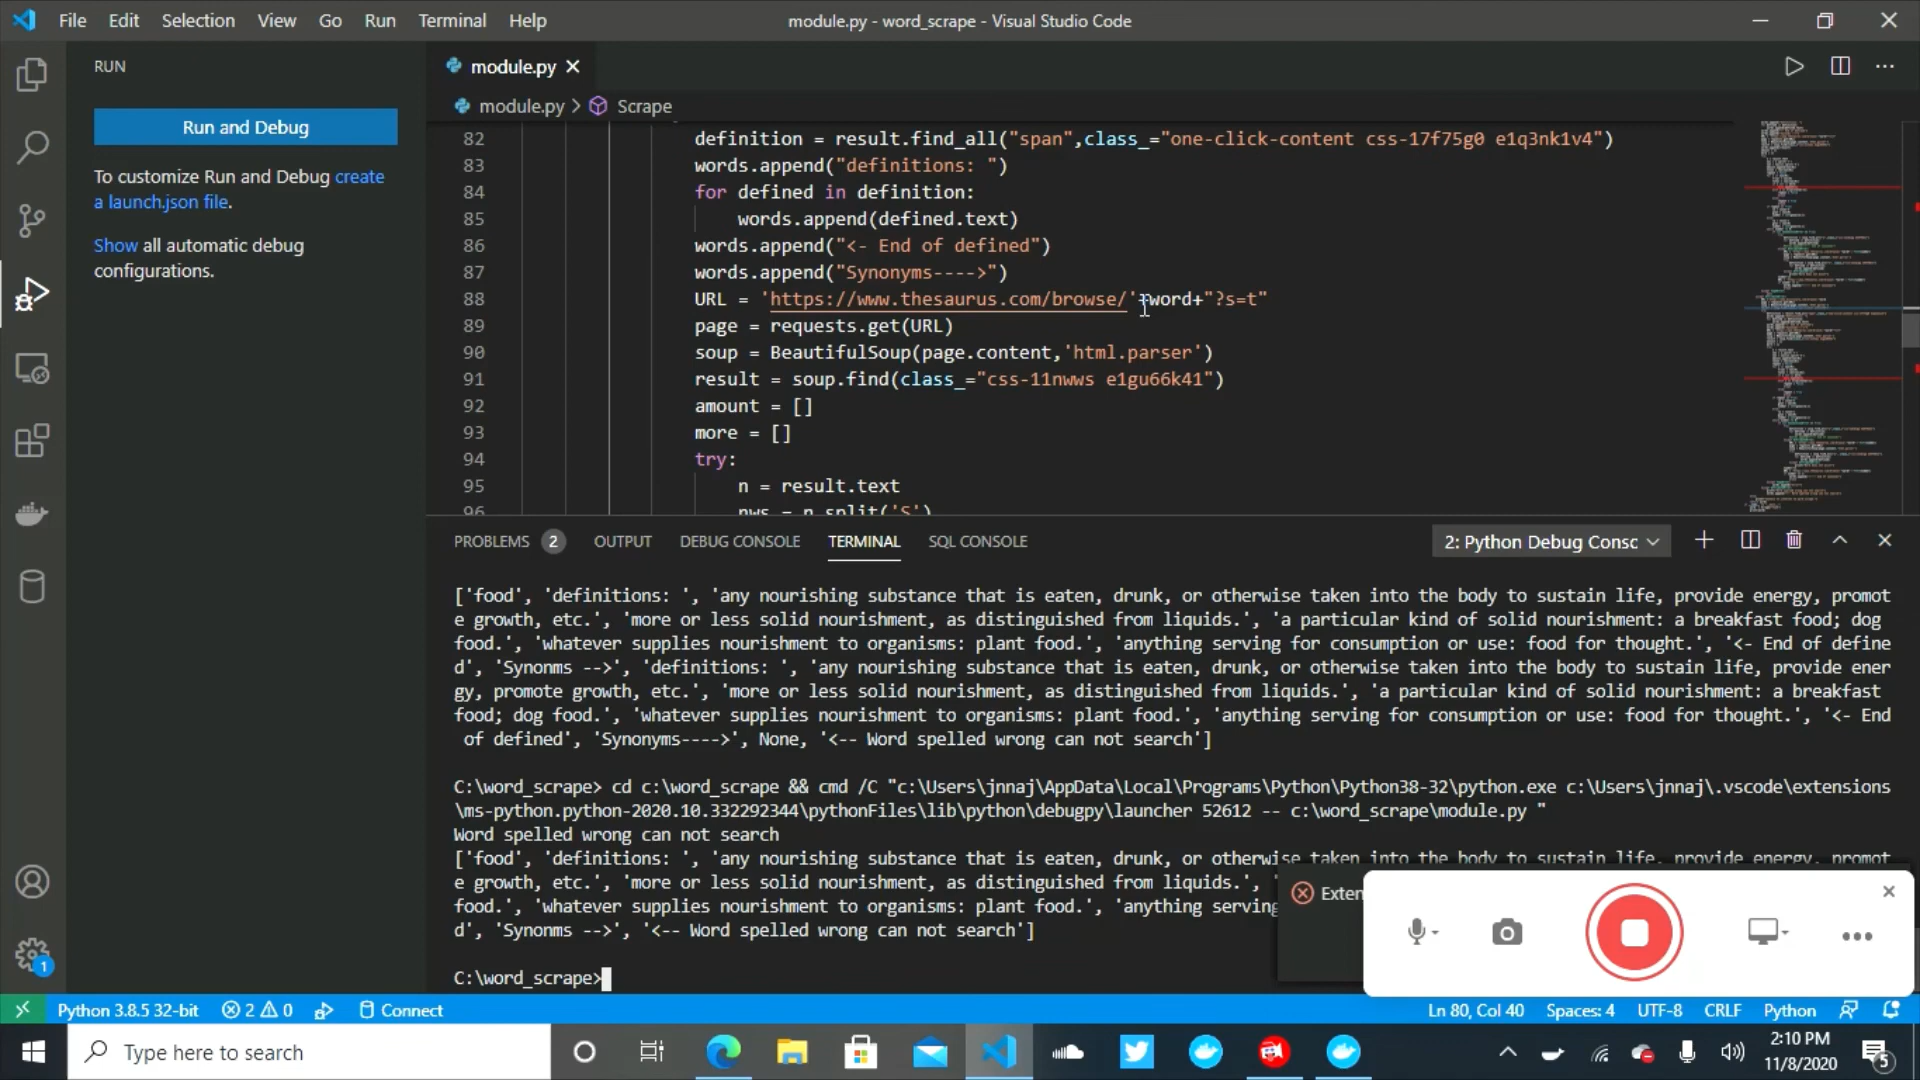 File Edit Selection View Go Run Terminal Help
module.py - word_scrape - Visual Studio Code
RUN
Run and Debug
To customize Run and Debug create
a launch.json file.
Show all automatic debug
configurations.
module.py
module.py > Scrape
82 definition = result.find_all("span",class_="one-click-content css-17f75g0 e1q3nk1v4")
83 words.append("definitions: ")
84 for defined in definition:
85 words.append(defined.text)
86 words.append("<- End of defined")
87 words.append("Synonyms---->")
88 URL = 'https://www.thesaurus.com/browse/'+word+"?s=t"
89 page = requests.get(URL)
90 soup = BeautifulSoup(page.content,'html.parser')
91 result = soup.find(class_="css-11nwws e1gu66k41")
92 amount = []
93 more = []
94 try:
95 n = result.text
96 nws = n.split('S')
PROBLEMS 2 OUTPUT DEBUG CONSOLE TERMINAL SQL CONSOLE 2: Python Debug Consc
['food', 'definitions: ', 'any nourishing substance that is eaten, drunk, or otherwise taken into the body to sustain life, provide energy, promot
e growth, etc.', 'more or less solid nourishment, as distinguished from liquids.', 'a particular kind of solid nourishment: a breakfast food; dog
food.', 'whatever supplies nourishment to organisms: plant food.', 'anything serving for consumption or use: food for thought.', '<- End of define
d', 'Synonms -->', 'definitions: ', 'any nourishing substance that is eaten, drunk, or otherwise taken into the body to sustain life, provide ener
gy, promote growth, etc.', 'more or less solid nourishment, as distinguished from liquids.', 'a particular kind of solid nourishment: a breakfast
food; dog food.', 'whatever supplies nourishment to organisms: plant food.', 'anything serving for consumption or use: food for thought.', '<- End
of defined', 'Synonyms---->', None, '<-- Word spelled wrong can not search']
C:\word_scrape> cd c:\word_scrape && cmd /C "c:\Users\jnnaj\AppData\Local\Programs\Python\Python38-32\python.exe c:\Users\jnnaj\.vscode\extensions
\ms-python.python-2020.10.332292344\pythonFiles\lib\python\debugpy\launcher 52612 -- c:\word_scrape\module.py "
Word spelled wrong can not search
['food', 'definitions: ', 'any nourishing substance that is eaten, drunk, or otherwise taken into the body to sustain life, provide energy, promot
e growth, etc.', 'more or less solid nourishment, as distinguished from liquids.',
food.', 'whatever supplies nourishment to organisms: plant food.', 'anything serving
d', 'Synonms -->', '<-- Word spelled wrong can not search']
Exten
C:\word_scrape>
1
Python 3.8.5 32-bit 2 0 Connect Ln 80, Col 40 Spaces: 4 UTF-8 CRLF Python
Type here to search
2:10 PM
11/8/2020
5